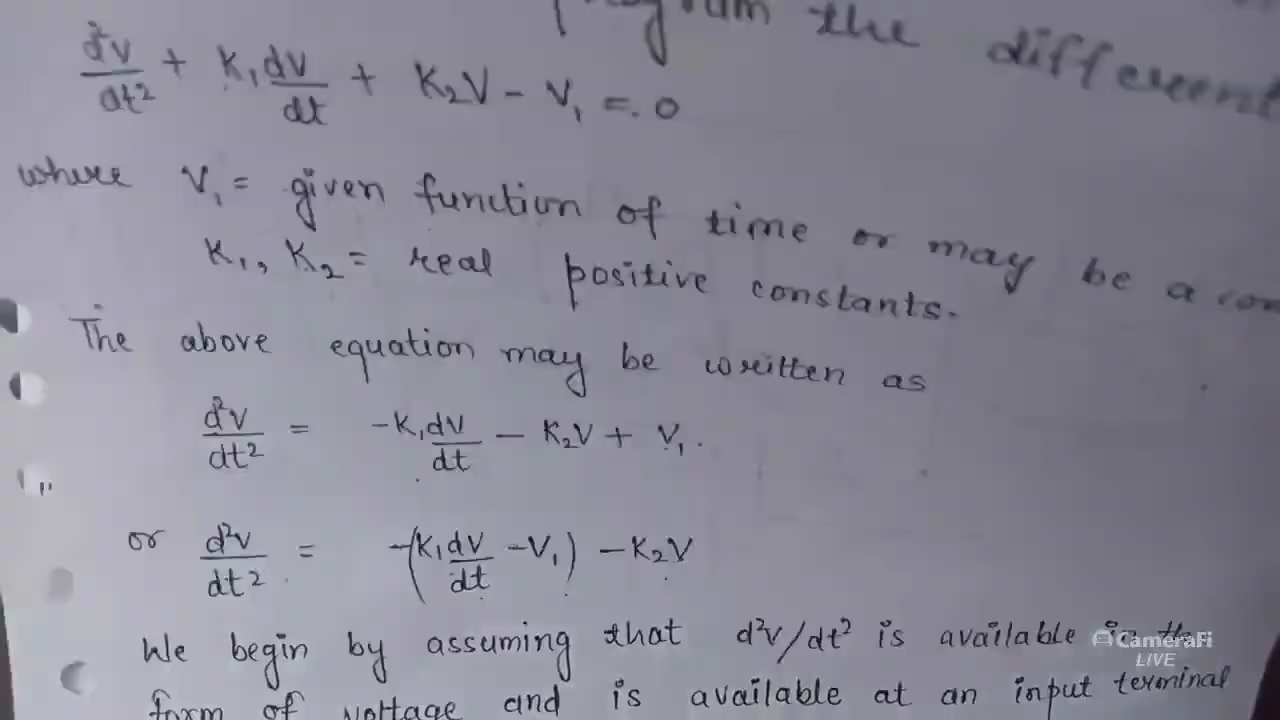 the different
d²v/dt² + K₁dv/dt + K₂V − V₁ = 0
where V₁ = given function of time or may be a con
K₁, K₂ = real positive constants.
The above equation may be written as
d²v/dt² = −K₁dv/dt − K₂V + V₁.
or d²v/dt² = −(K₁dv/dt − V₁) − K₂V
We begin by assuming that d²v/dt² is available in the
form of voltage and is available at an input terminal
CameraFi
LIVE